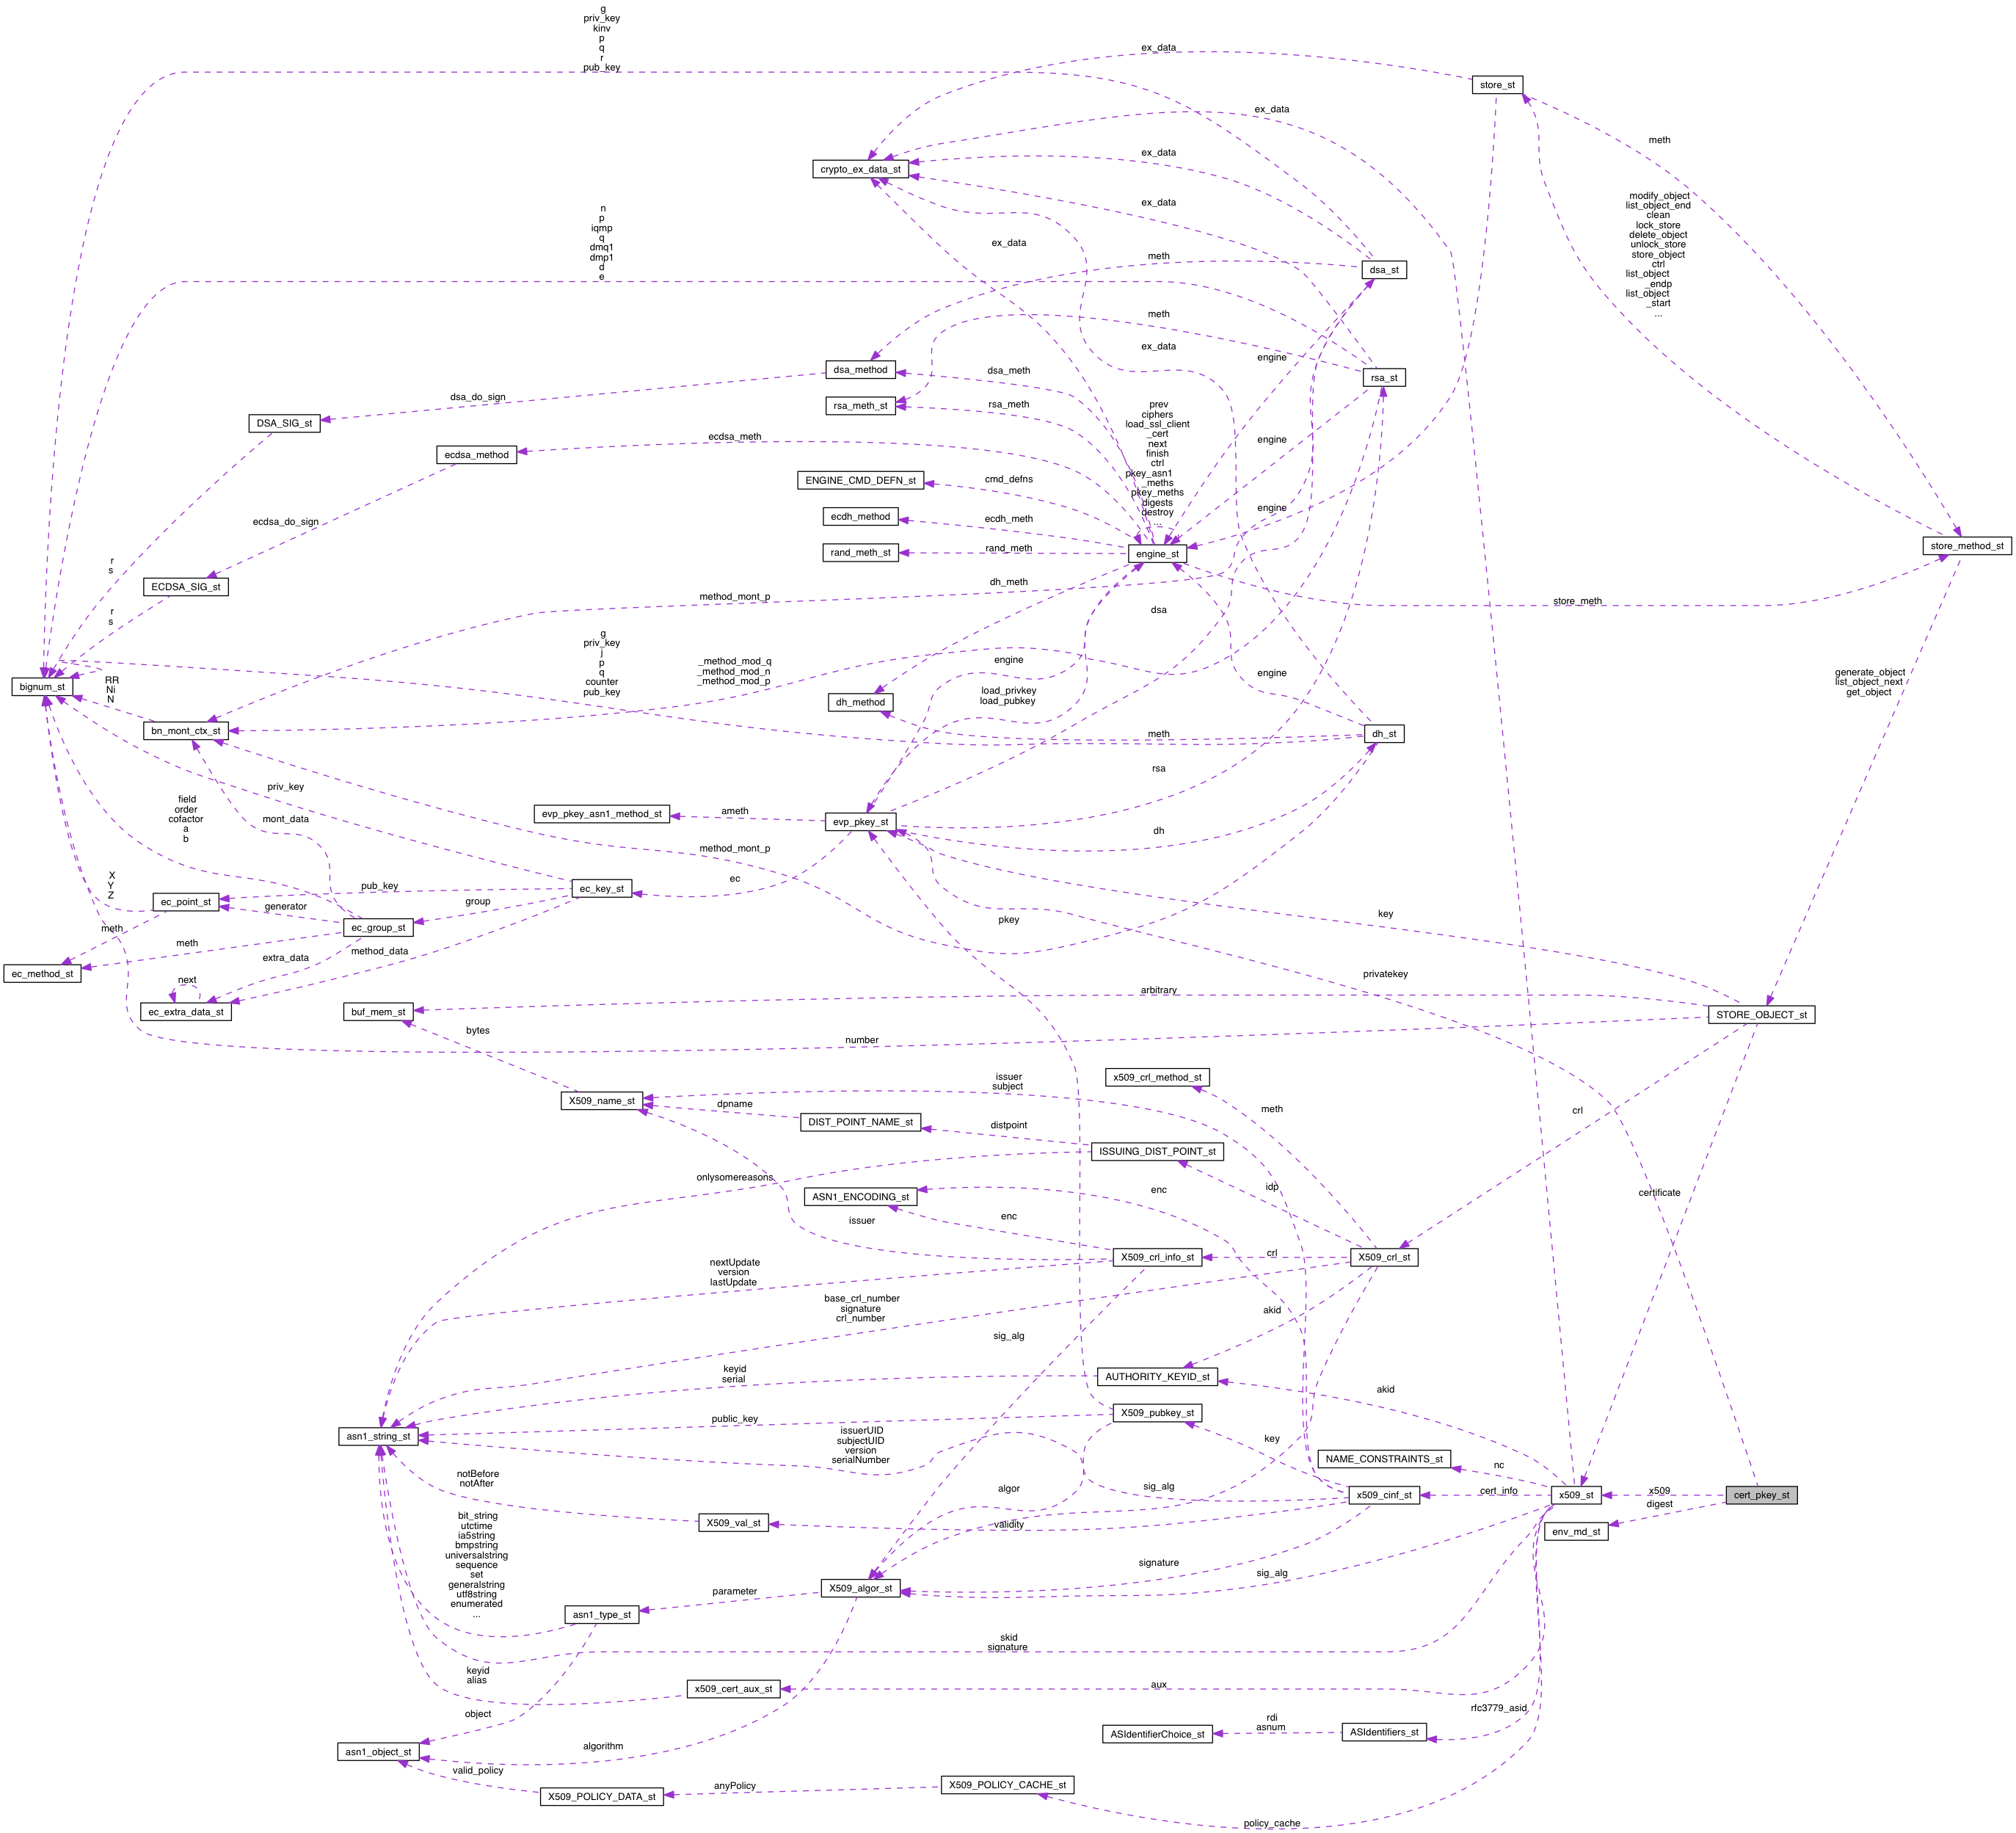 g
priv_key
kinv
p
q
r
pub_key
ex_data
store_st
ex_data
meth
crypto_ex_data_st
ex_data
ex_data
modify_object
list_object_end
clean
lock_store
delete_object
unlock_store
store_object
ctrl
list_object
_endp
list_object
_start
...
n
p
iqmp
q
dmq1
dmp1
d
e
ex_data
meth
dsa_st
meth
ex_data
engine
dsa_method
dsa_meth
rsa_st
dsa_do_sign
rsa_meth_st
rsa_meth
prev
ciphers
load_ssl_client
_cert
next
finish
ctrl
pkey_asn1
_meths
pkey_meths
digests
destroy
...
DSA_SIG_st
ecdsa_meth
engine
ecdsa_method
ENGINE_CMD_DEFN_st
cmd_defns
ecdsa_do_sign
ecdh_method
ecdh_meth
engine
rand_meth_st
rand_meth
engine_st
store_method_st
r
s
ECDSA_SIG_st
dh_meth
method_mont_p
store_meth
r
s
dsa
g
priv_key
j
p
q
counter
pub_key
_method_mod_q
_method_mod_n
_method_mod_p
engine
engine
generate_object
list_object_next
get_object
bignum_st
RR
Ni
N
load_privkey
load_pubkey
dh_method
bn_mont_ctx_st
meth
dh_st
rsa
priv_key
field
order
cofactor
a
b
mont_data
evp_pkey_asn1_method_st
ameth
evp_pkey_st
dh
method_mont_p
X
Y
Z
ec_point_st
pub_key
ec_key_st
ec
generator
group
key
ec_group_st
pkey
meth
meth
ec_method_st
extra_data
method_data
privatekey
next
arbitrary
ec_extra_data_st
buf_mem_st
STORE_OBJECT_st
bytes
number
x509_crl_method_st
issuer
subject
X509_name_st
dpname
meth
crl
DIST_POINT_NAME_st
distpoint
ISSUING_DIST_POINT_st
onlysomereasons
ASN1_ENCODING_st
enc
idp
certificate
issuer
enc
X509_crl_info_st
crl
X509_crl_st
nextUpdate
version
lastUpdate
base_crl_number
signature
crl_number
akid
sig_alg
keyid
serial
AUTHORITY_KEYID_st
akid
public_key
X509_pubkey_st
asn1_string_st
issuerUID
subjectUID
version
serialNumber
key
NAME_CONSTRAINTS_st
nc
notBefore
notAfter
algor
sig_alg
x509_cinf_st
cert_info
x509_st
x509
cert_pkey_st
digest
bit_string
utctime
ia5string
bmpstring
universalstring
sequence
set
generalstring
utf8string
enumerated
...
X509_val_st
validity
env_md_st
signature
sig_alg
X509_algor_st
parameter
asn1_type_st
skid
signature
keyid
alias
x509_cert_aux_st
aux
object
rfc3779_asid
ASIdentifierChoice_st
rdi
asnum
ASIdentifiers_st
asn1_object_st
algorithm
valid_policy
X509_POLICY_DATA_st
anyPolicy
X509_POLICY_CACHE_st
policy_cache